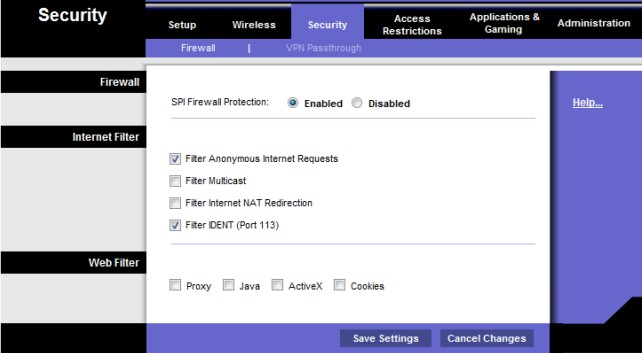 Security
Setup Wireless Security Access Restrictions Applications & Gaming Administration
Firewall | VPN Passthrough
Firewall
SPI Firewall Protection: Enabled Disabled
Help...
Internet Filter
Filter Anonymous Internet Requests
Filter Multicast
Filter Internet NAT Redirection
Filter IDENT (Port 113)
Web Filter
Proxy Java ActiveX Cookies
Save Settings Cancel Changes